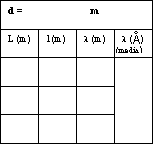 d = m
L (m) l(m) λ (m) λ (Å)
(media)